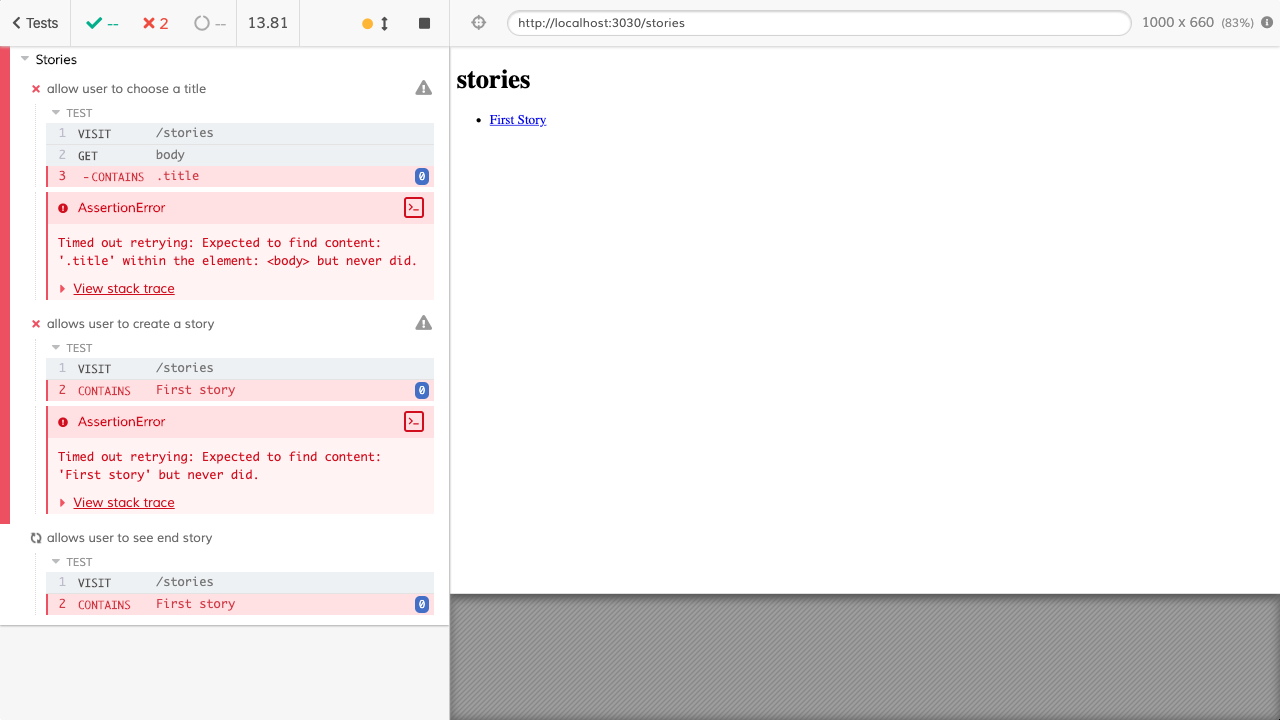 Tests
--
2
--
13.81
http://localhost:3030/stories
1000 x 660 (83%)
Stories
allow user to choose a title
TEST
1 VISIT /stories
2 GET body
3 -CONTAINS .title 0
AssertionError
Timed out retrying: Expected to find content:
'.title' within the element: <body> but never did.
View stack trace
allows user to create a story
TEST
1 VISIT /stories
2 CONTAINS First story 0
AssertionError
Timed out retrying: Expected to find content:
'First story' but never did.
View stack trace
allows user to see end story
TEST
1 VISIT /stories
2 CONTAINS First story 0
stories
First Story